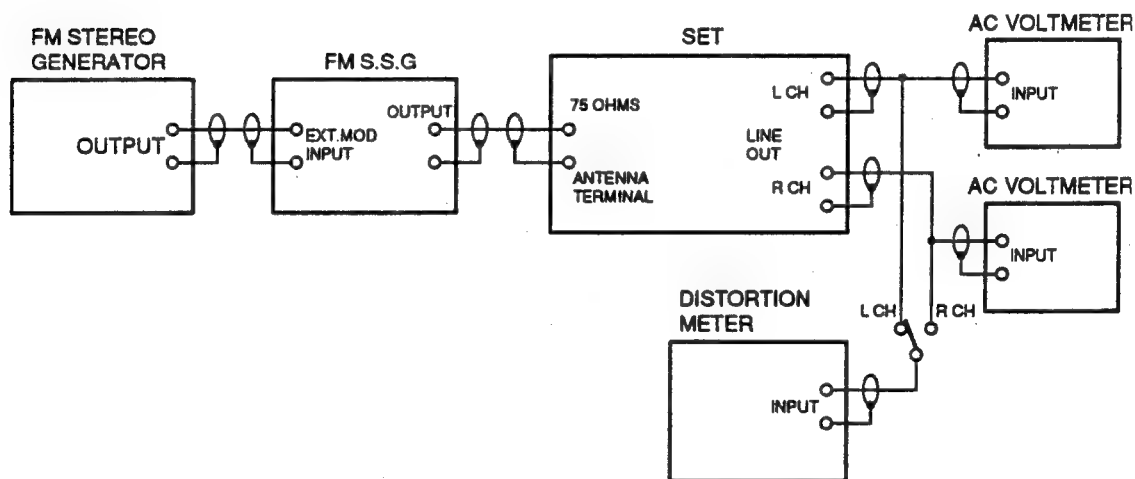 FM STEREO
GENERATOR
OUTPUT
FM S.S.G
EXT.MOD
INPUT
OUTPUT
SET
75 OHMS
ANTENNA
TERMINAL
L CH
LINE
OUT
R CH
AC VOLTMETER
INPUT
AC VOLTMETER
INPUT
DISTORTION
METER
L CH
R CH
INPUT